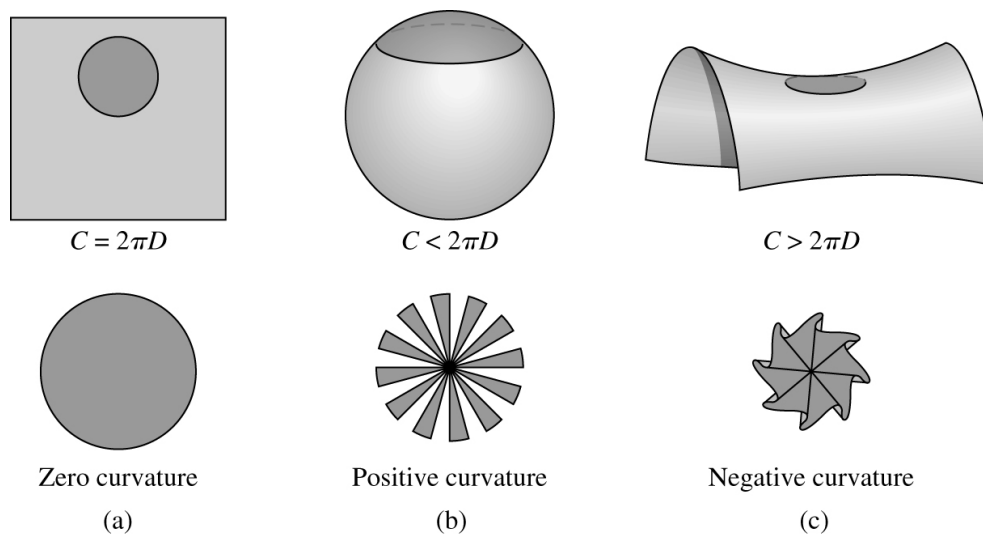 C = 2πD
C < 2πD
C > 2πD
Zero curvature
Positive curvature
Negative curvature
(a)
(b)
(c)